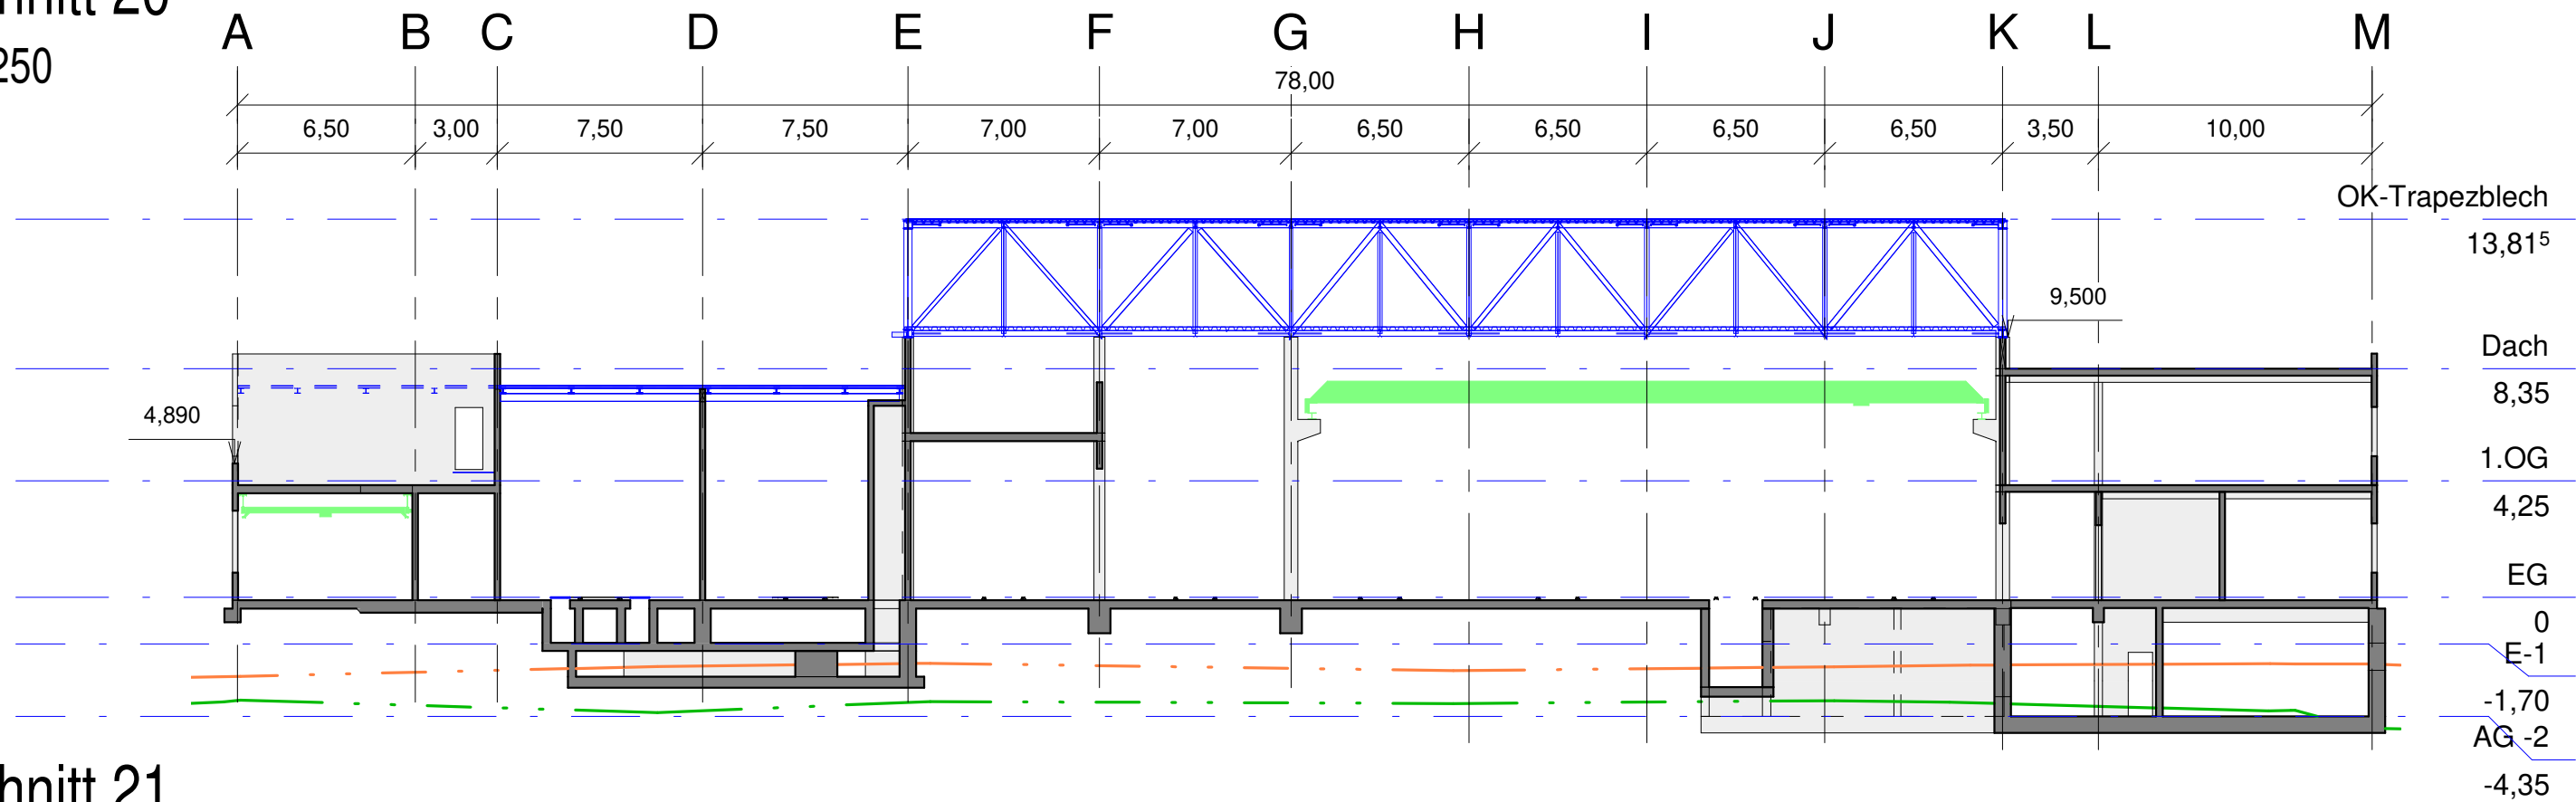 hnitt 20
250
A B C D E F G H I J K L M
78,00
6,50 3,00 7,50 7,50 7,00 7,00 6,50 6,50 6,50 6,50 3,50 10,00
OK-Trapezblech
13,81⁵
9,500
Dach
8,35
4,890
1.OG
4,25
EG
0
E-1
-1,70
AG -2
-4,35
hnitt 21